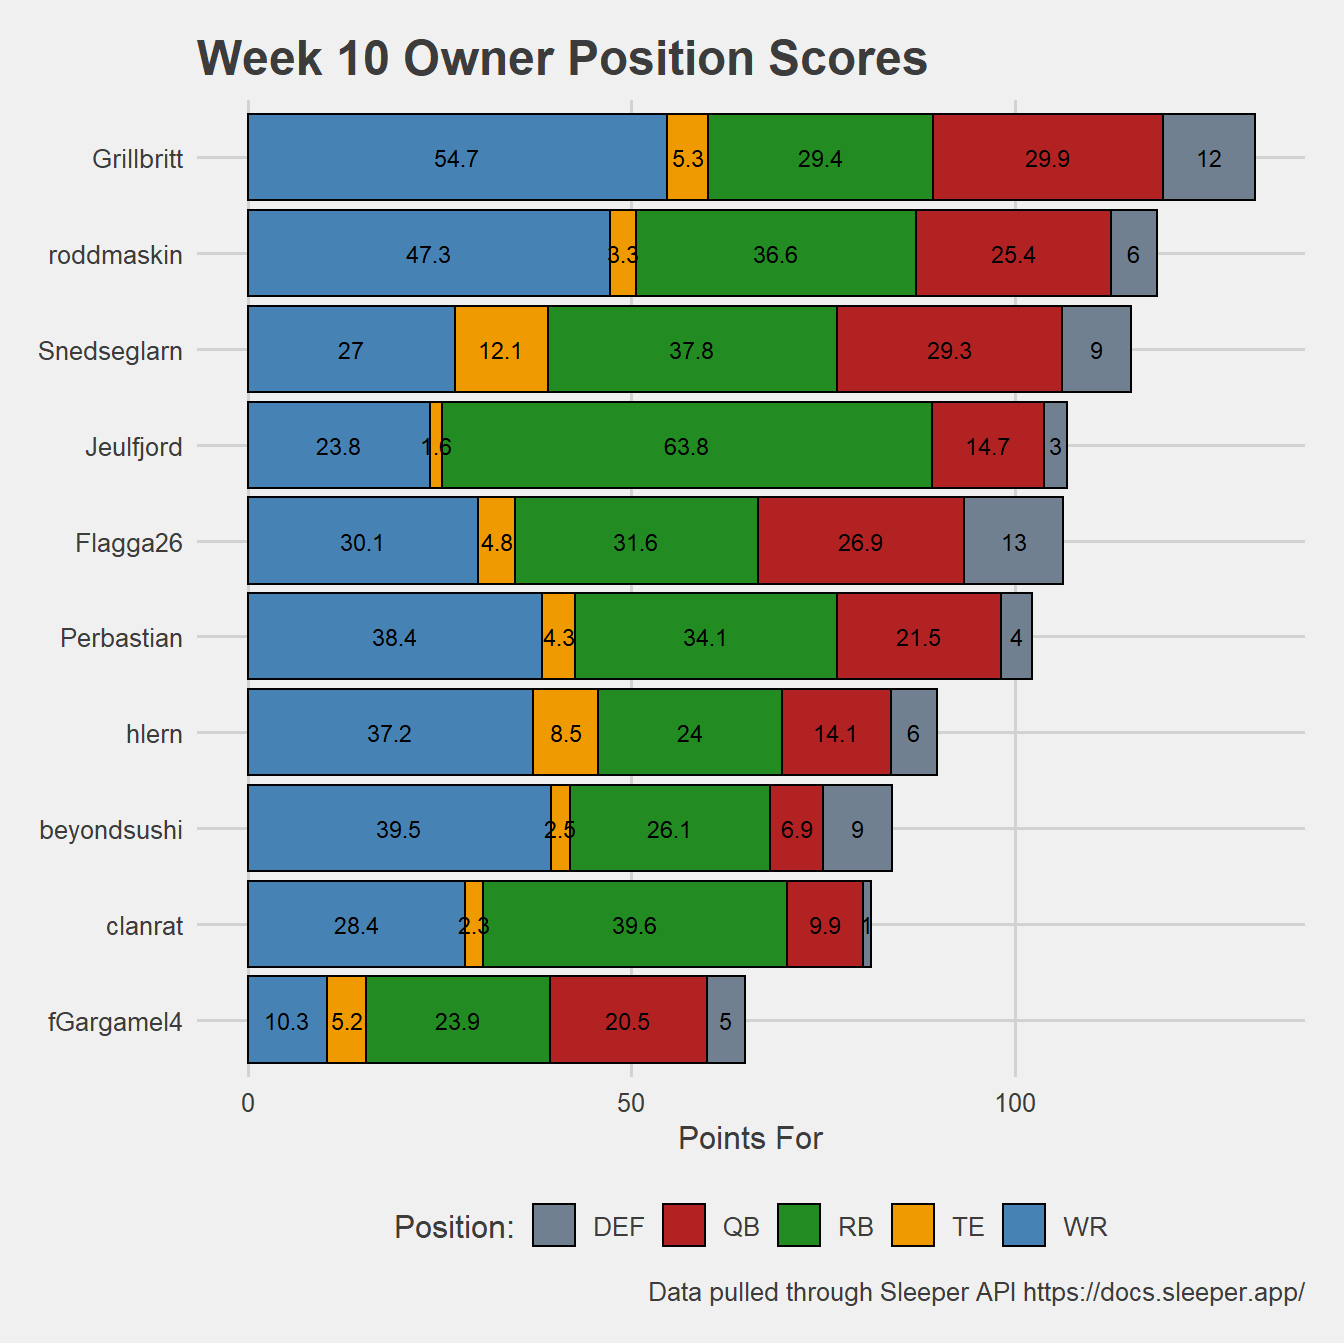 Week 10 Owner Position Scores
Grillbritt 54.7 5.3 29.4 29.9 12
roddmaskin 47.3 3.3 36.6 25.4 6
Snedseglarn 27 12.1 37.8 29.3 9
Jeulfjord 23.8 1.6 63.8 14.7 3
Flagga26 30.1 4.8 31.6 26.9 13
Perbastian 38.4 4.3 34.1 21.5 4
hlern 37.2 8.5 24 14.1 6
beyondsushi 39.5 2.5 26.1 6.9 9
clanrat 28.4 2.3 39.6 9.9 1
fGargamel4 10.3 5.2 23.9 20.5 5
0 50 100
Points For
Position: DEF QB RB TE WR
Data pulled through Sleeper API https://docs.sleeper.app/